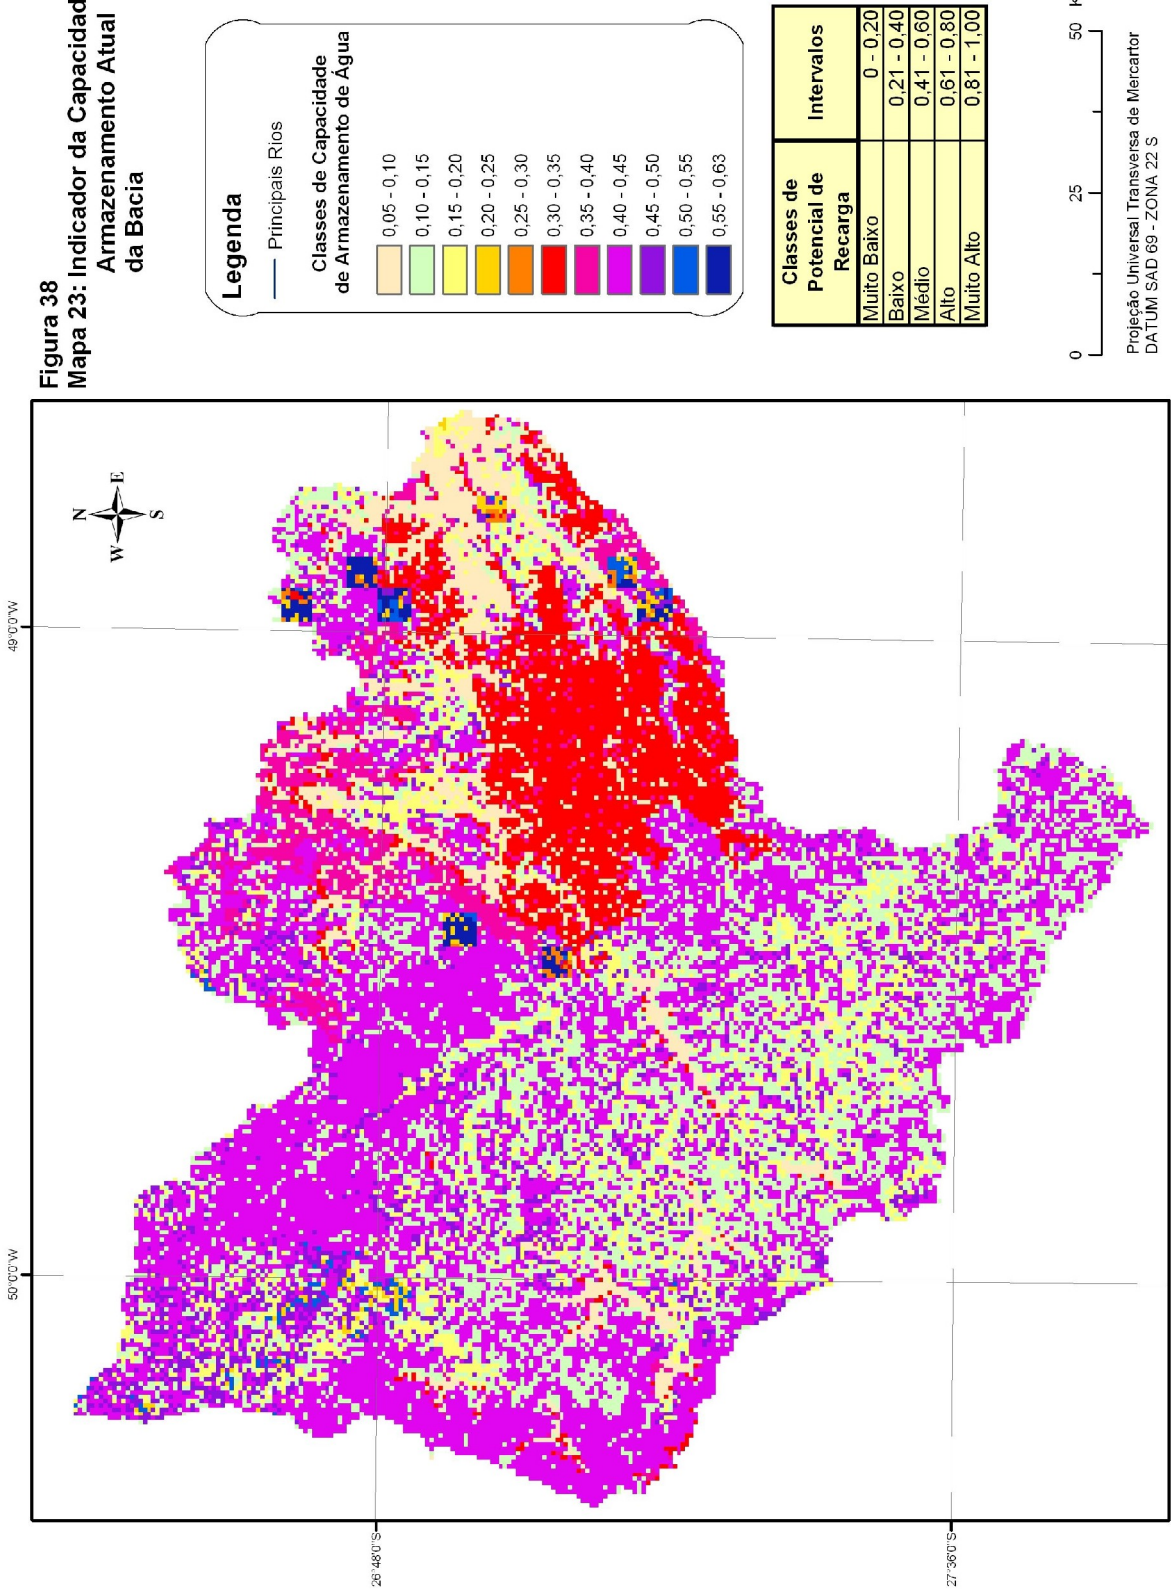 Figura 38
Mapa 23: Indicador da Capacidad
Armazenamento Atual
da Bacia
Legenda
Principais Rios
Classes de Capacidade
de Armazenamento de Água
0,05 - 0,10
0,10 - 0,15
0,15 - 0,20
0,20 - 0,25
0,25 - 0,30
0,30 - 0,35
0,35 - 0,40
0,40 - 0,45
0,45 - 0,50
0,50 - 0,55
0,55 - 0,63
Classes de Potencial de Recarga Intervalos
Muito Baixo 0 - 0,20
Baixo 0,21 - 0,40
Médio 0,41 - 0,60
Alto 0,61 - 0,80
Muito Alto 0,81 - 1,00
0 25 50 K
Projeção Universal Transversa de Mercartor
DATUM SAD 69 - ZONA 22 S
N
W E
S
50°0'0"W 49°0'0"W
26°48'0"S
27°36'0"S